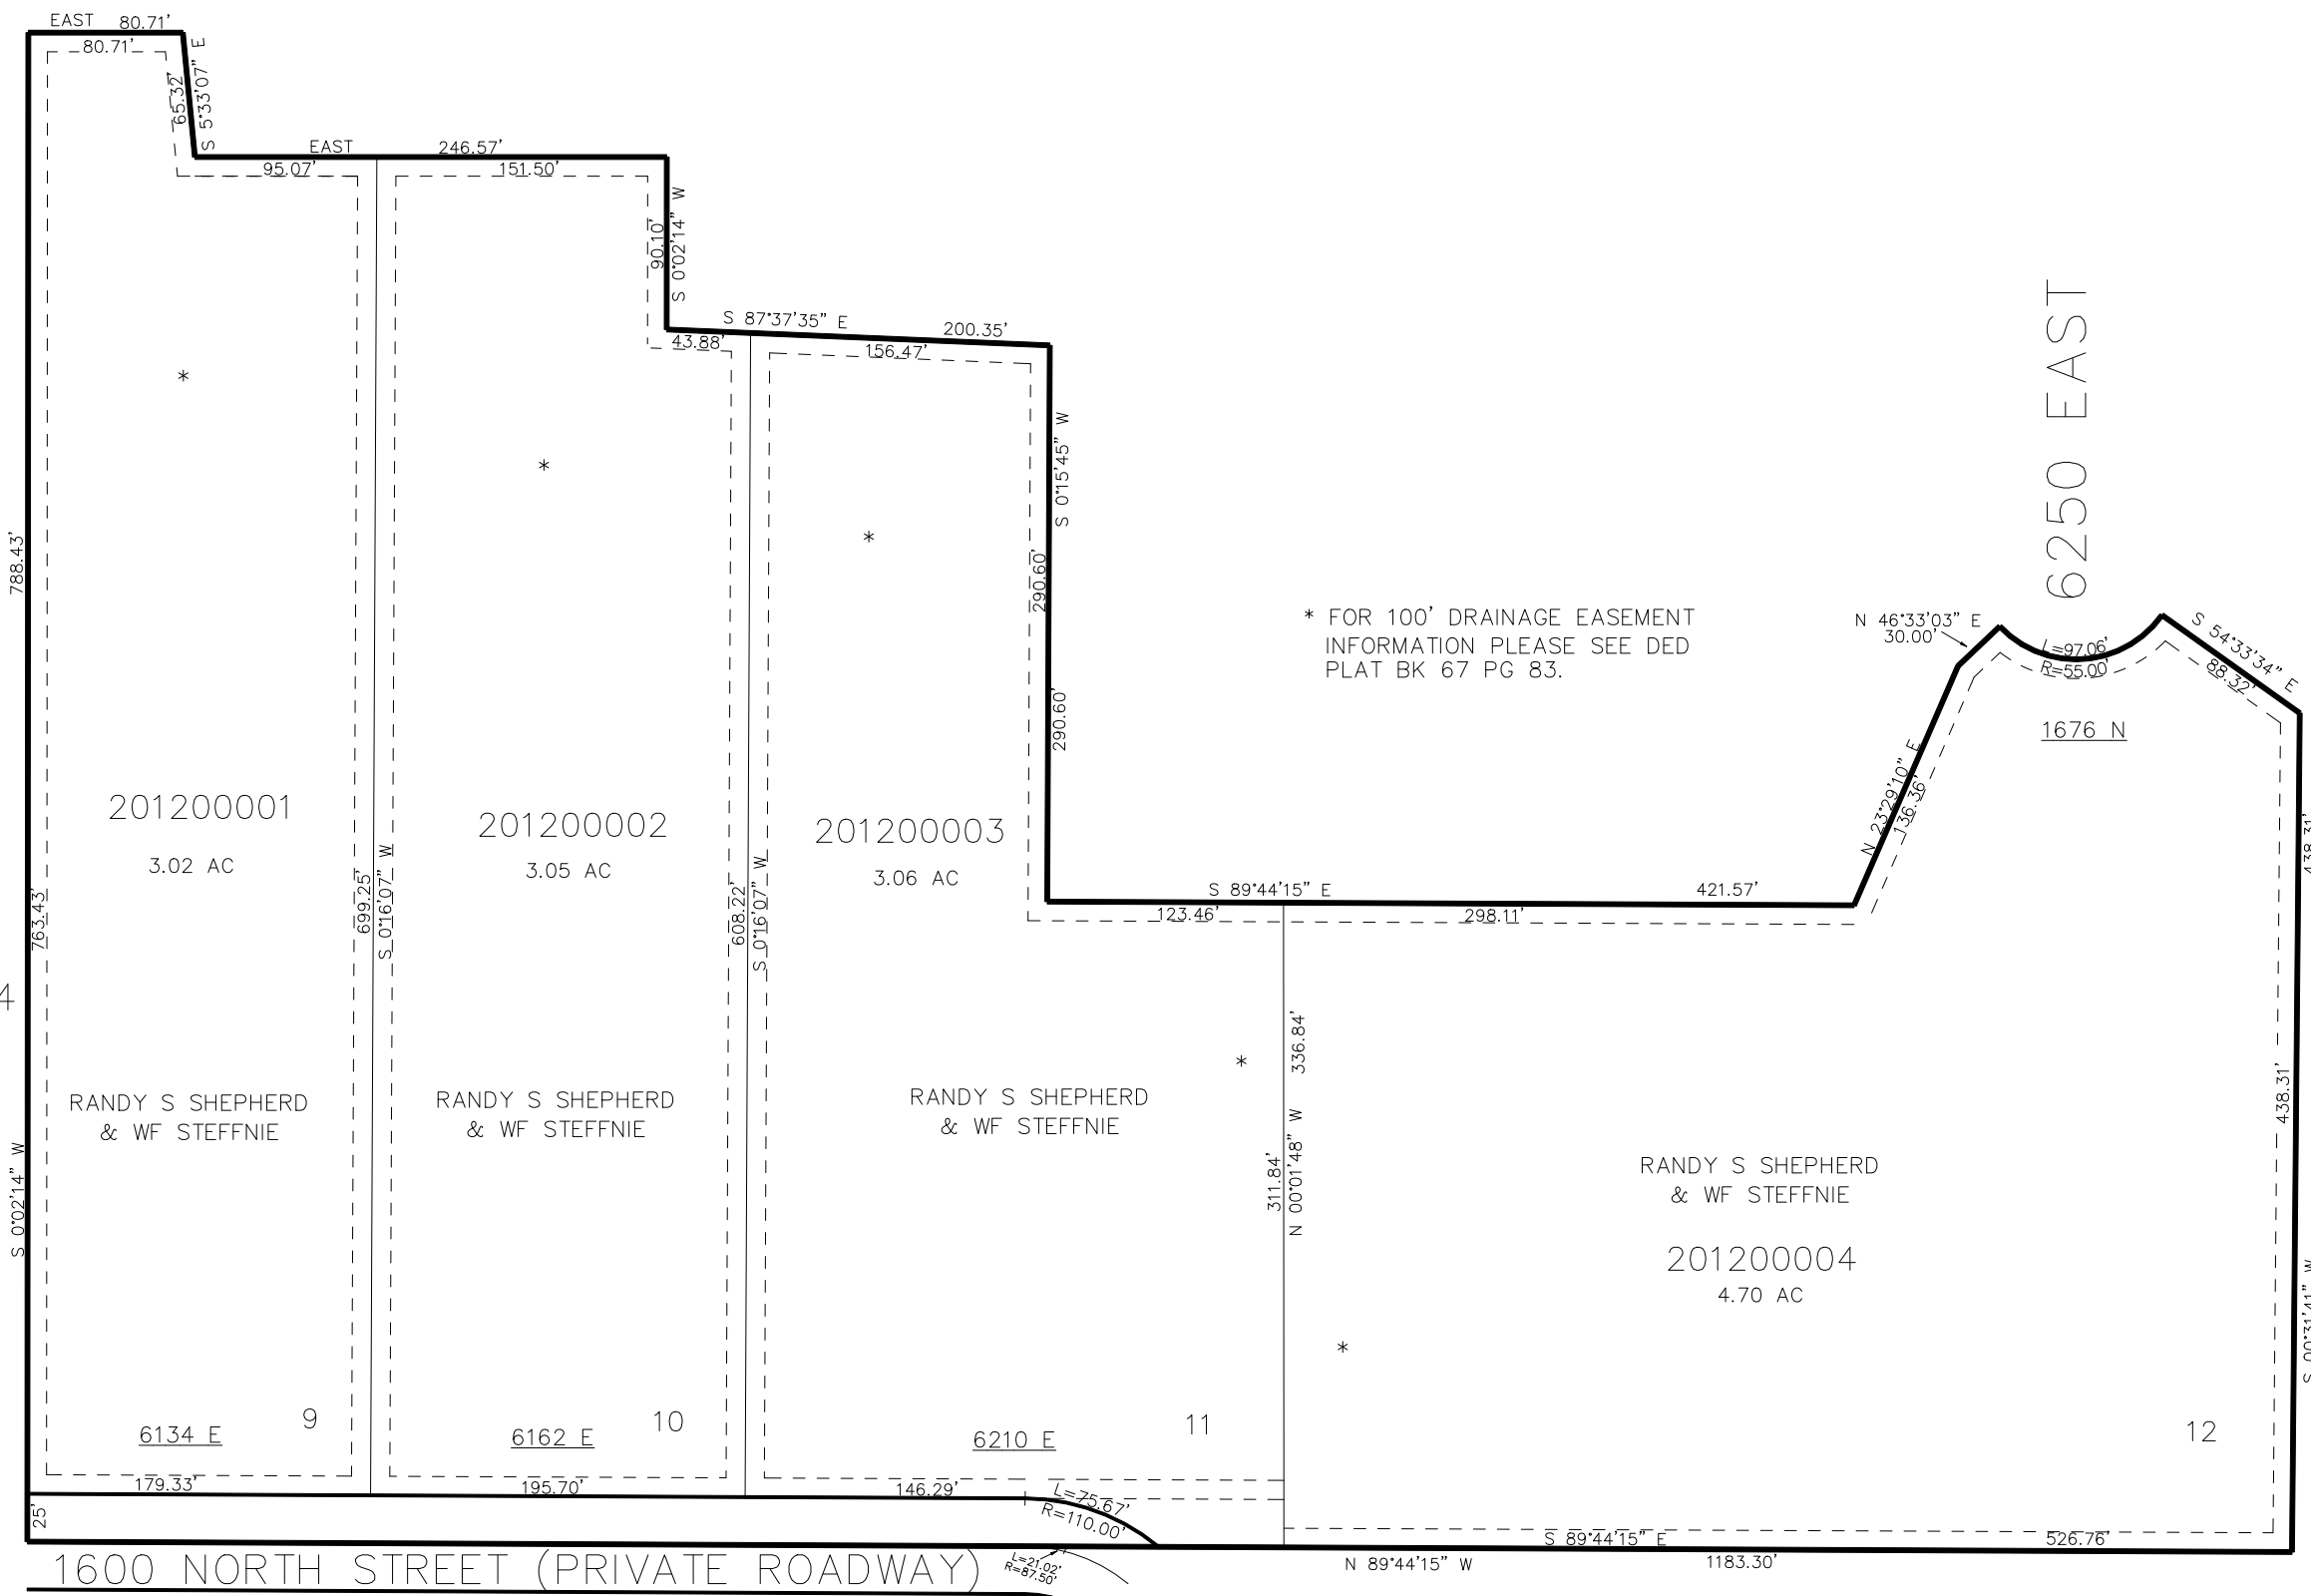 EAST 80.71'
80.71'
65.32'
S 5°33'07" E
EAST 246.57'
95.07'
151.50'
90.10'
S 0°02'14" W
S 87°37'35" E 200.35'
43.88'
156.47'
*
*
*
S 0°15'45" W
290.60'
290.60'
788.43'
763.43'
S 0°02'14" W
6250 EAST
* FOR 100' DRAINAGE EASEMENT
INFORMATION PLEASE SEE DED
PLAT BK 67 PG 83.
N 46°33'03" E
30.00'
L=97.06'
R=55.00'
S 54°33'34" E
88.32'
1676 N
N 23°29'10" E
136.36'
438.31'
438.31'
S 00°31'41" W
201200001
3.02 AC
201200002
3.05 AC
201200003
3.06 AC
699.25'
S 0°16'07" W
608.22'
S 0°16'07" W
S 89°44'15" E 421.57'
123.46'
298.11'
4
336.84'
311.84'
N 00°01'48" W
*
RANDY S SHEPHERD
& WF STEFFNIE
RANDY S SHEPHERD
& WF STEFFNIE
RANDY S SHEPHERD
& WF STEFFNIE
RANDY S SHEPHERD
& WF STEFFNIE
201200004
4.70 AC
*
9
6134 E
10
6162 E
11
6210 E
12
179.33'
195.70'
146.29'
L=75.67'
R=110.00'
25'
S 89°44'15" E 526.76'
N 89°44'15" W 1183.30'
1600 NORTH STREET (PRIVATE ROADWAY)
L=21.02'
R=87.50'